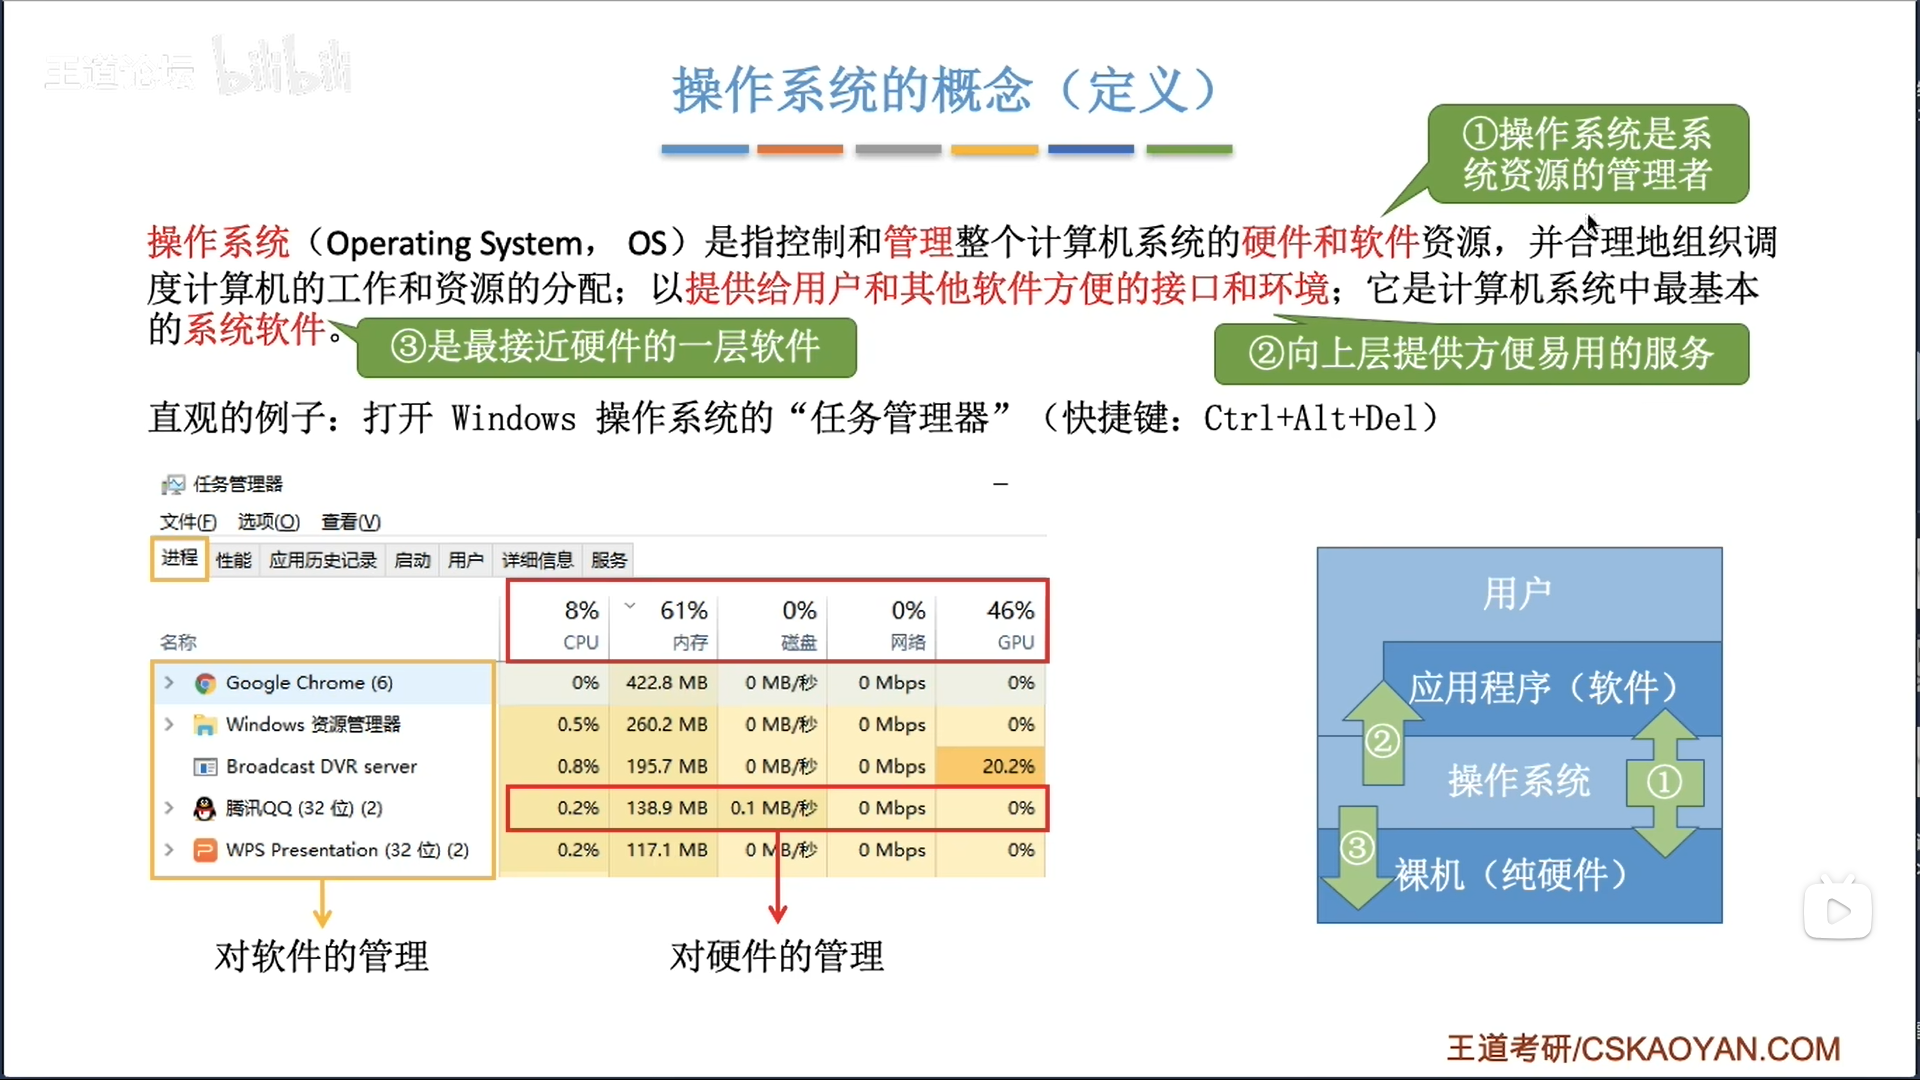 王道论坛 bilibili
操作系统的概念（定义）
①操作系统是系
统资源的管理者
操作系统（Operating System， OS）是指控制和管理整个计算机系统的硬件和软件资源，并合理地组织调
度计算机的工作和资源的分配；以提供给用户和其他软件方便的接口和环境；它是计算机系统中最基本
的系统软件。
③是最接近硬件的一层软件
②向上层提供方便易用的服务
直观的例子：打开 Windows 操作系统的“任务管理器”（快捷键：Ctrl+Alt+Del）
任务管理器
文件(F) 选项(O) 查看(V)
进程 性能 应用历史记录 启动 用户 详细信息 服务
8% 61% 0% 0% 46%
名称 CPU 内存 磁盘 网络 GPU
Google Chrome (6) 0% 422.8 MB 0 MB/秒 0 Mbps 0%
Windows 资源管理器 0.5% 260.2 MB 0 MB/秒 0 Mbps 0%
Broadcast DVR server 0.8% 195.7 MB 0 MB/秒 0 Mbps 20.2%
腾讯QQ (32 位) (2) 0.2% 138.9 MB 0.1 MB/秒 0 Mbps 0%
WPS Presentation (32 位) (2) 0.2% 117.1 MB 0 MB/秒 0 Mbps 0%
对软件的管理
对硬件的管理
用户
应用程序（软件）
②
操作系统
①
③
裸机（纯硬件）
王道考研/CSKAOYAN.COM